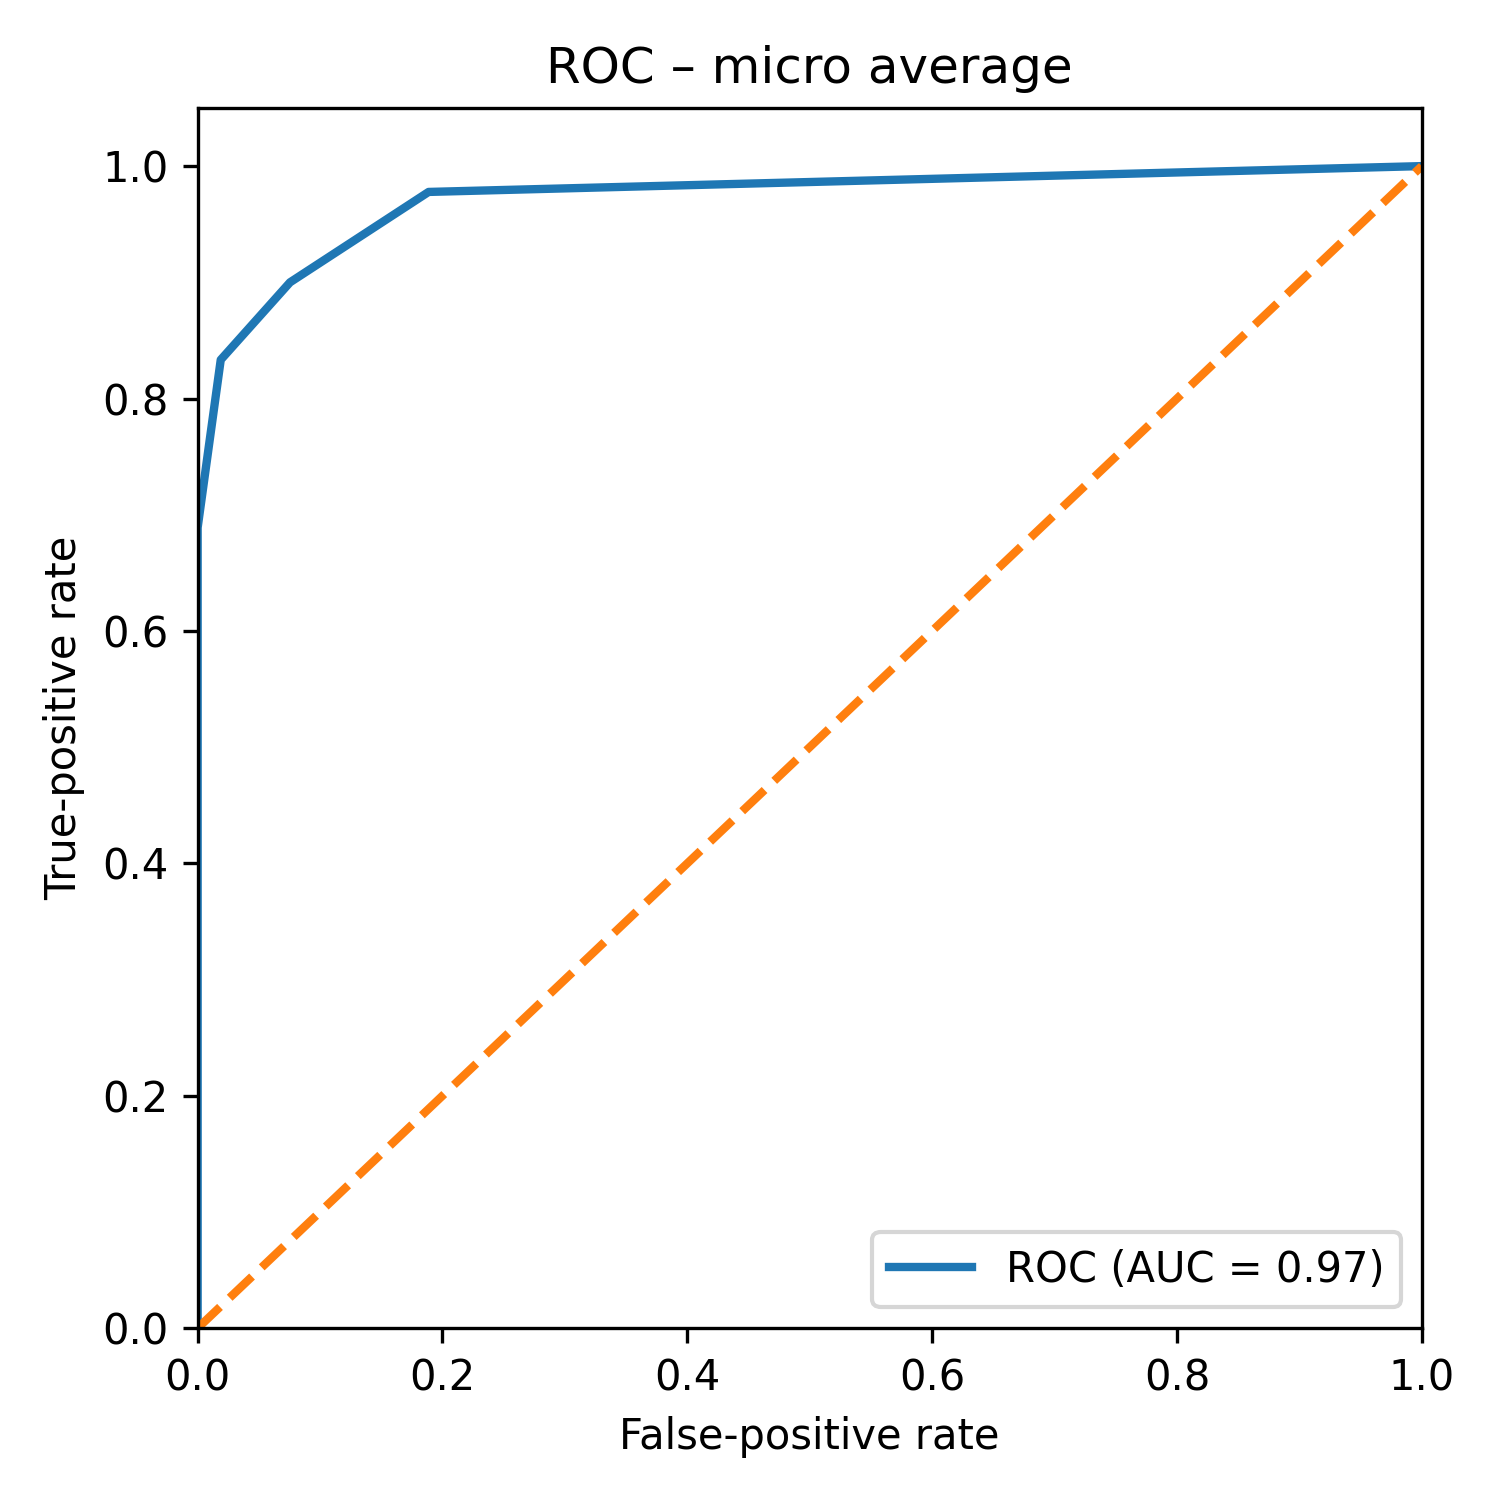 ROC – micro average
1.0
0.8
0.6
0.4
0.2
0.0
True-positive rate
ROC (AUC = 0.97)
0.0 0.2 0.4 0.6 0.8 1.0
False-positive rate